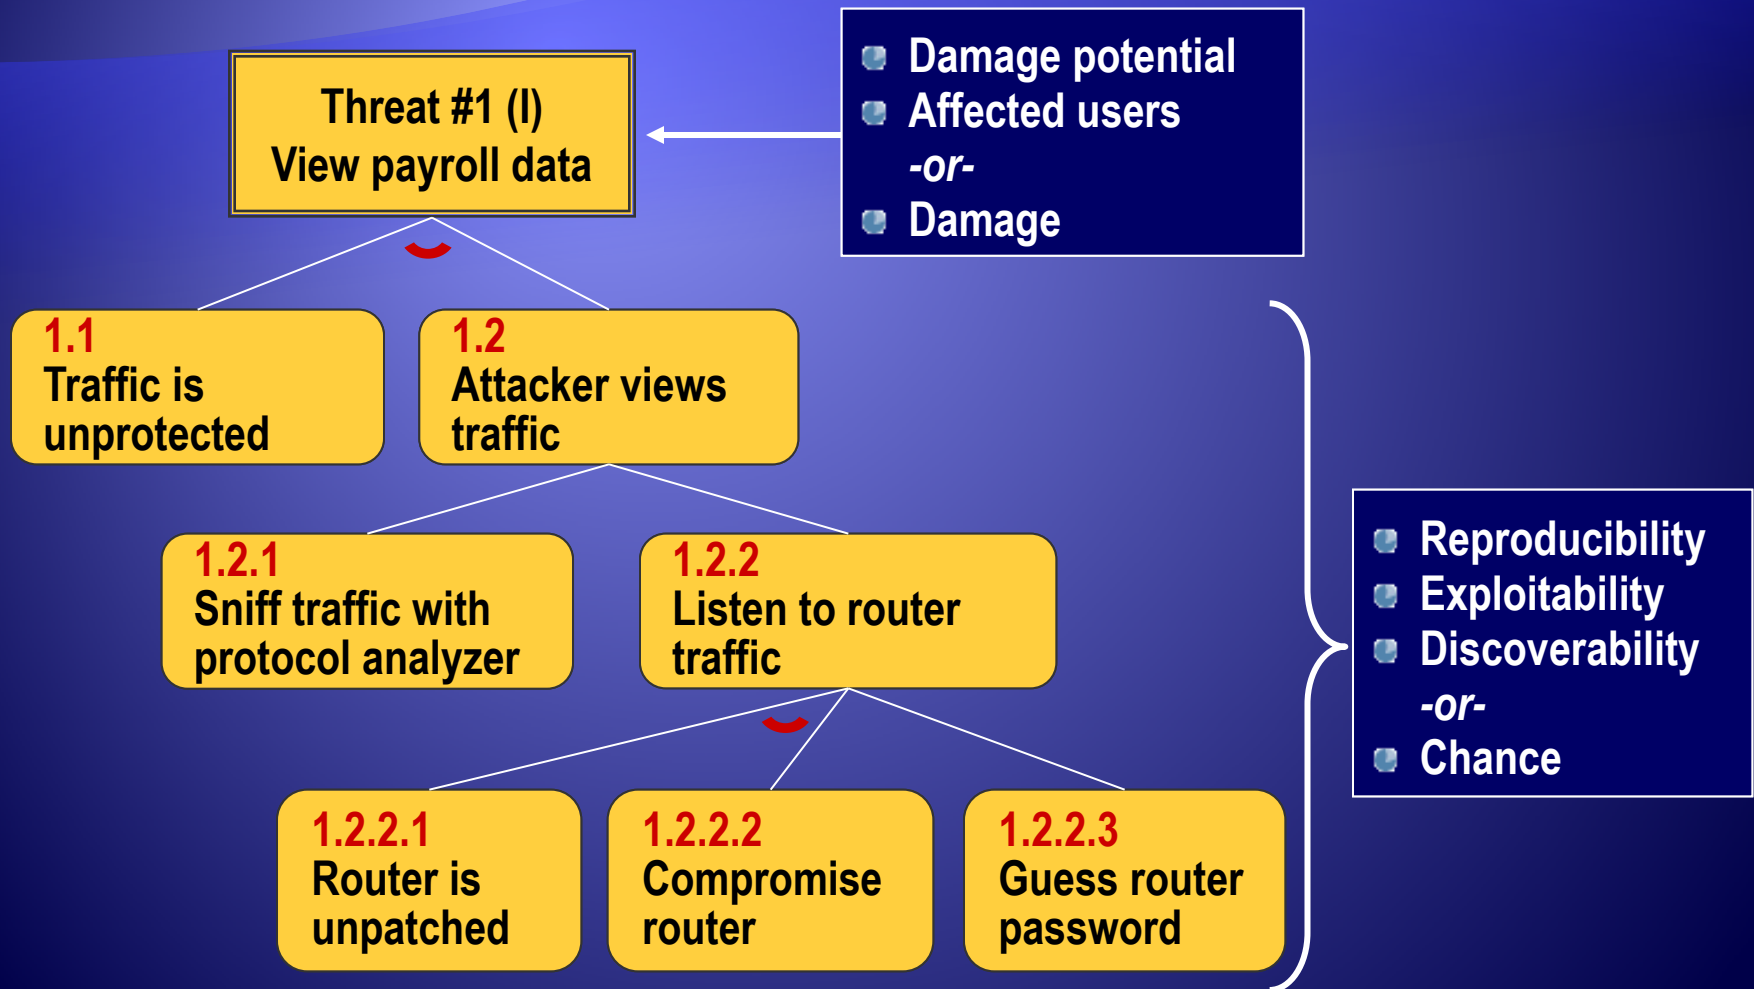 Threat #1 (I)
View payroll data
Damage potential
Affected users
-or-
Damage
1.1
Traffic is
unprotected
1.2
Attacker views
traffic
1.2.1
Sniff traffic with
protocol analyzer
1.2.2
Listen to router
traffic
Reproducibility
Exploitability
Discoverability
-or-
Chance
1.2.2.1
Router is
unpatched
1.2.2.2
Compromise
router
1.2.2.3
Guess router
password